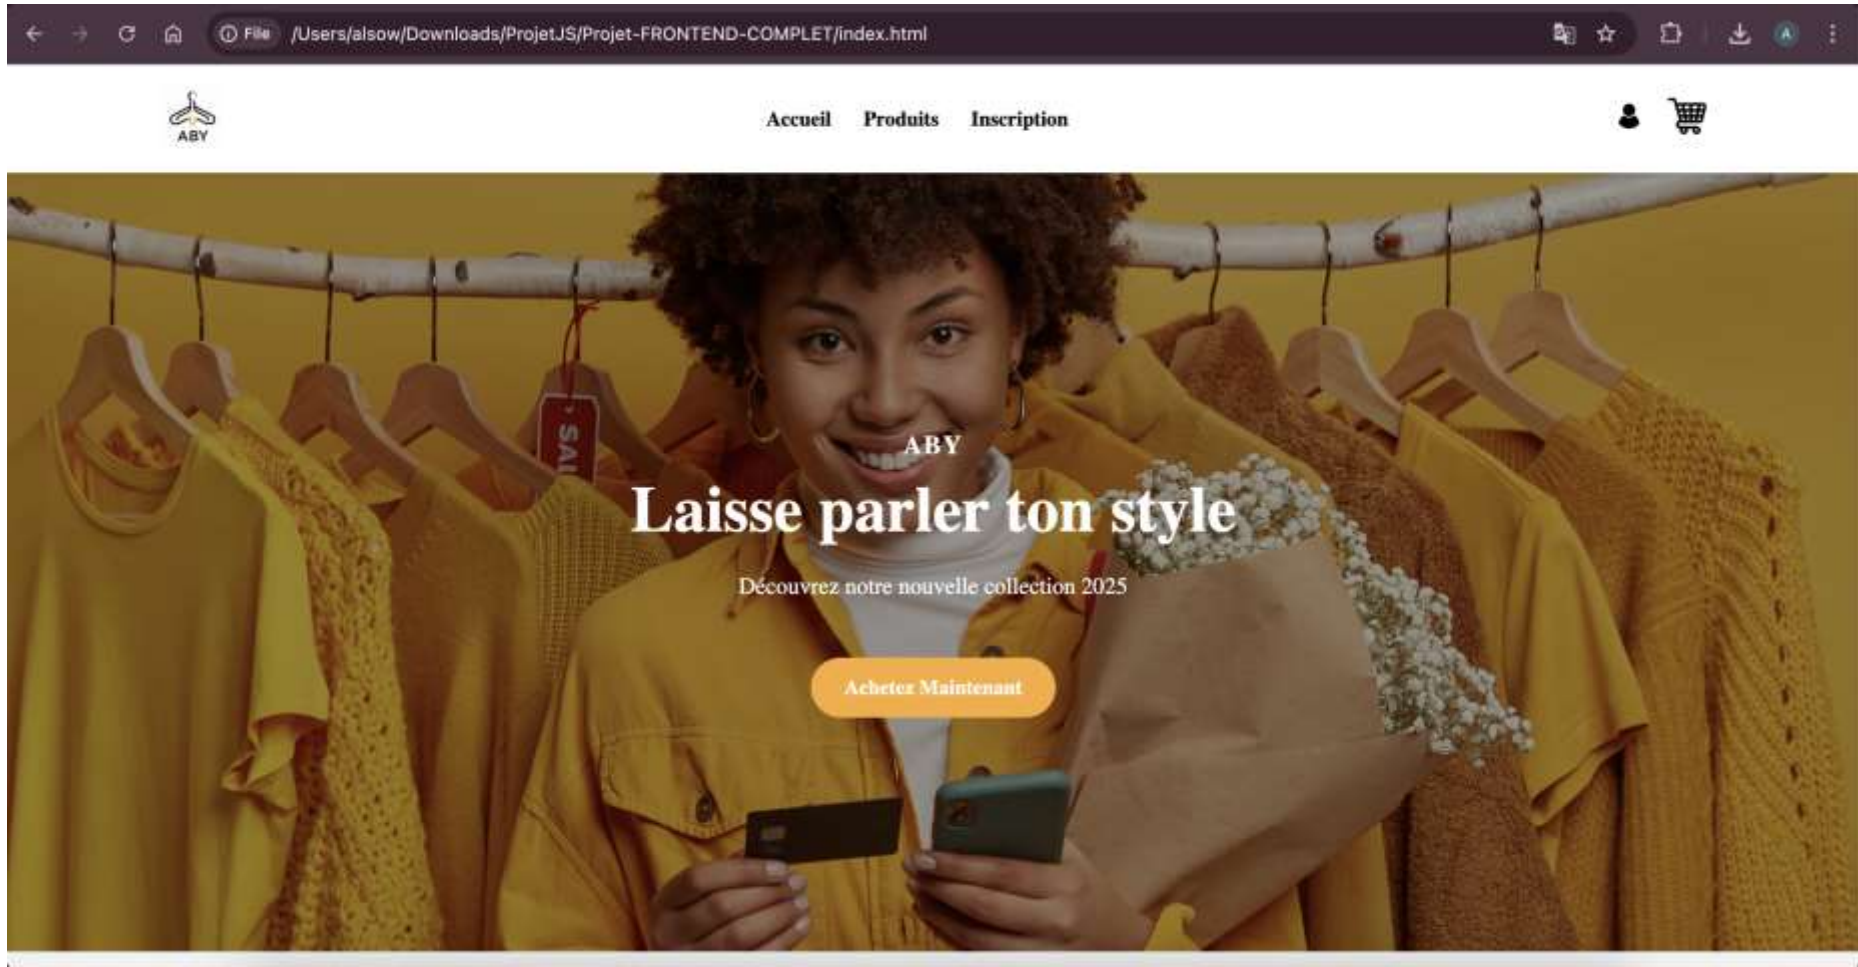 File /Users/alsow/Downloads/ProjetJS/Projet-FRONTEND-COMPLET/index.html
A
ABY
Accueil Produits Inscription
SAL
ABY
Laisse parler ton style
Découvrez notre nouvelle collection 2025
Achetez Maintenant